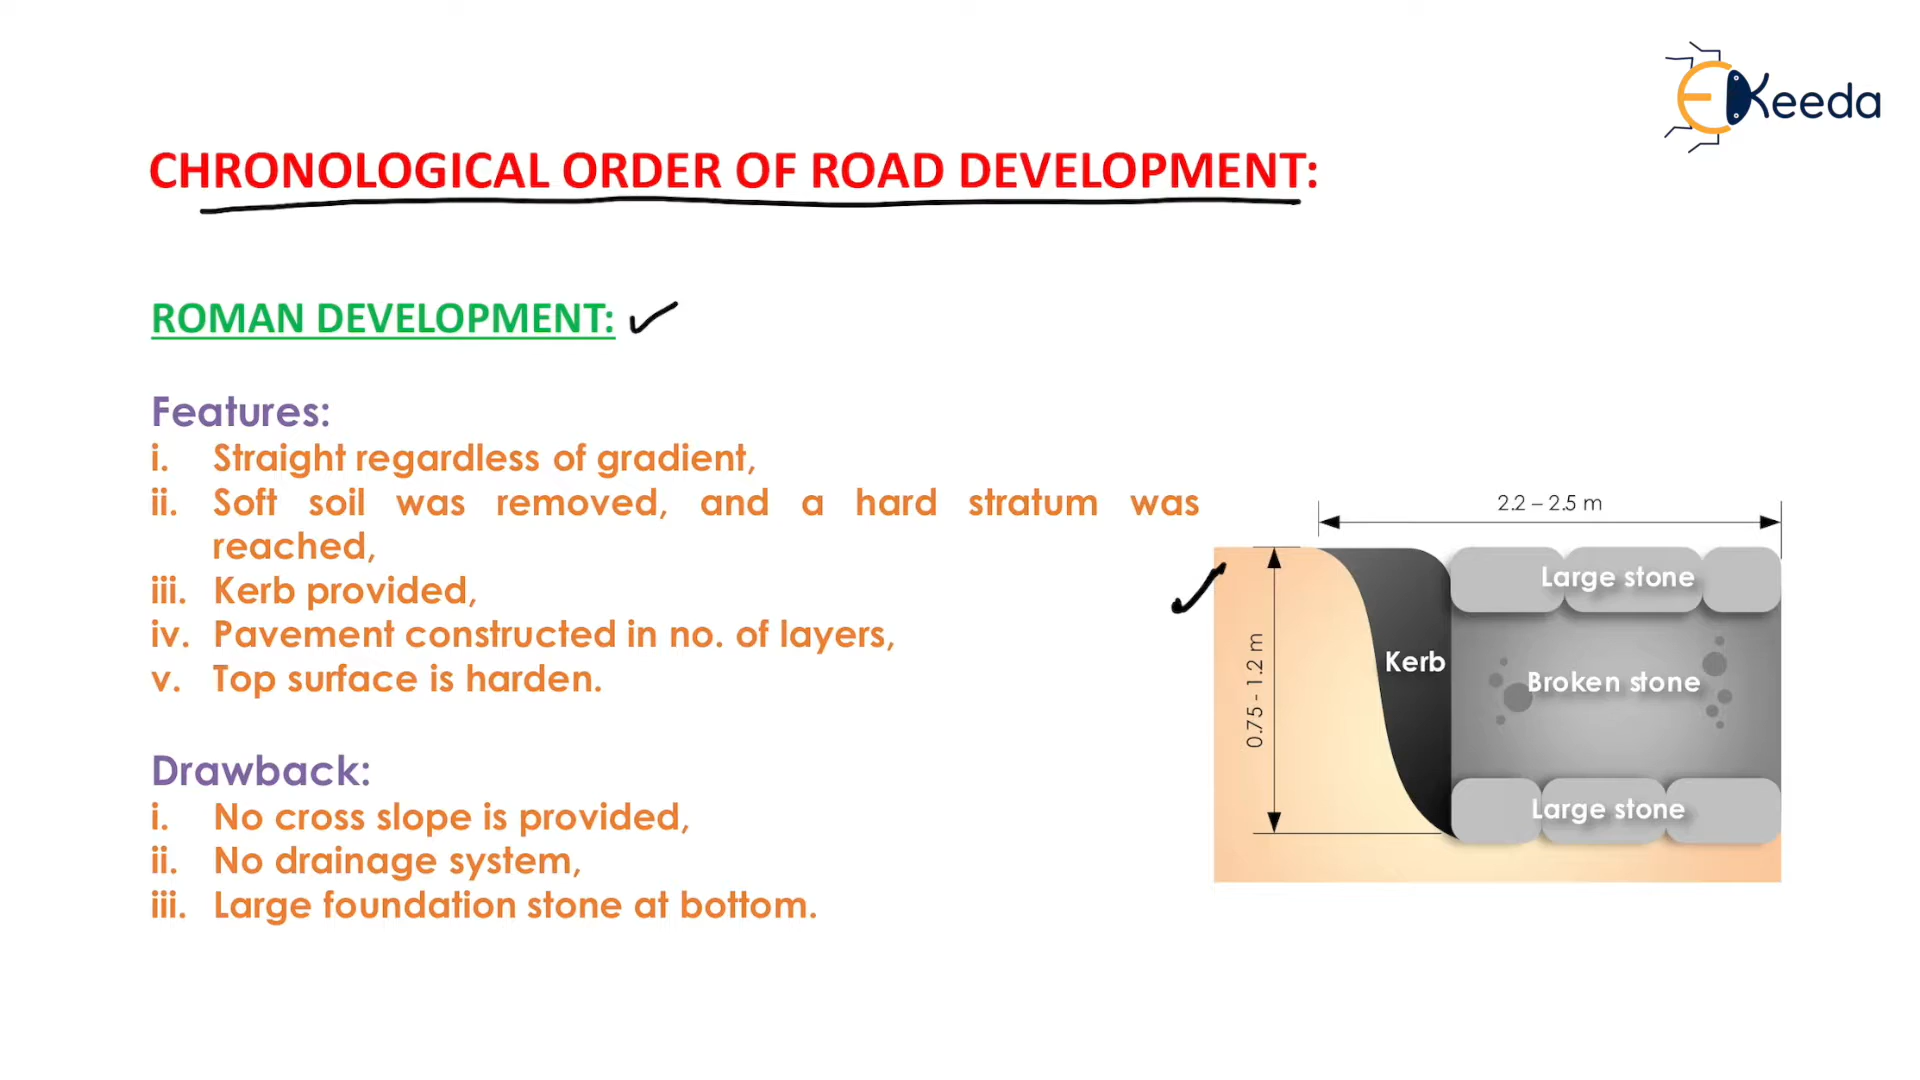 EKeeda
CHRONOLOGICAL ORDER OF ROAD DEVELOPMENT:
ROMAN DEVELOPMENT:
Features:
i. Straight regardless of gradient,
ii. Soft soil was removed, and a hard stratum was
reached,
iii. Kerb provided,
iv. Pavement constructed in no. of layers,
v. Top surface is harden.
Drawback:
i. No cross slope is provided,
ii. No drainage system,
iii. Large foundation stone at bottom.
2.2 – 2.5 m
0.75 - 1.2 m
Large stone
Kerb
Broken stone
Large stone